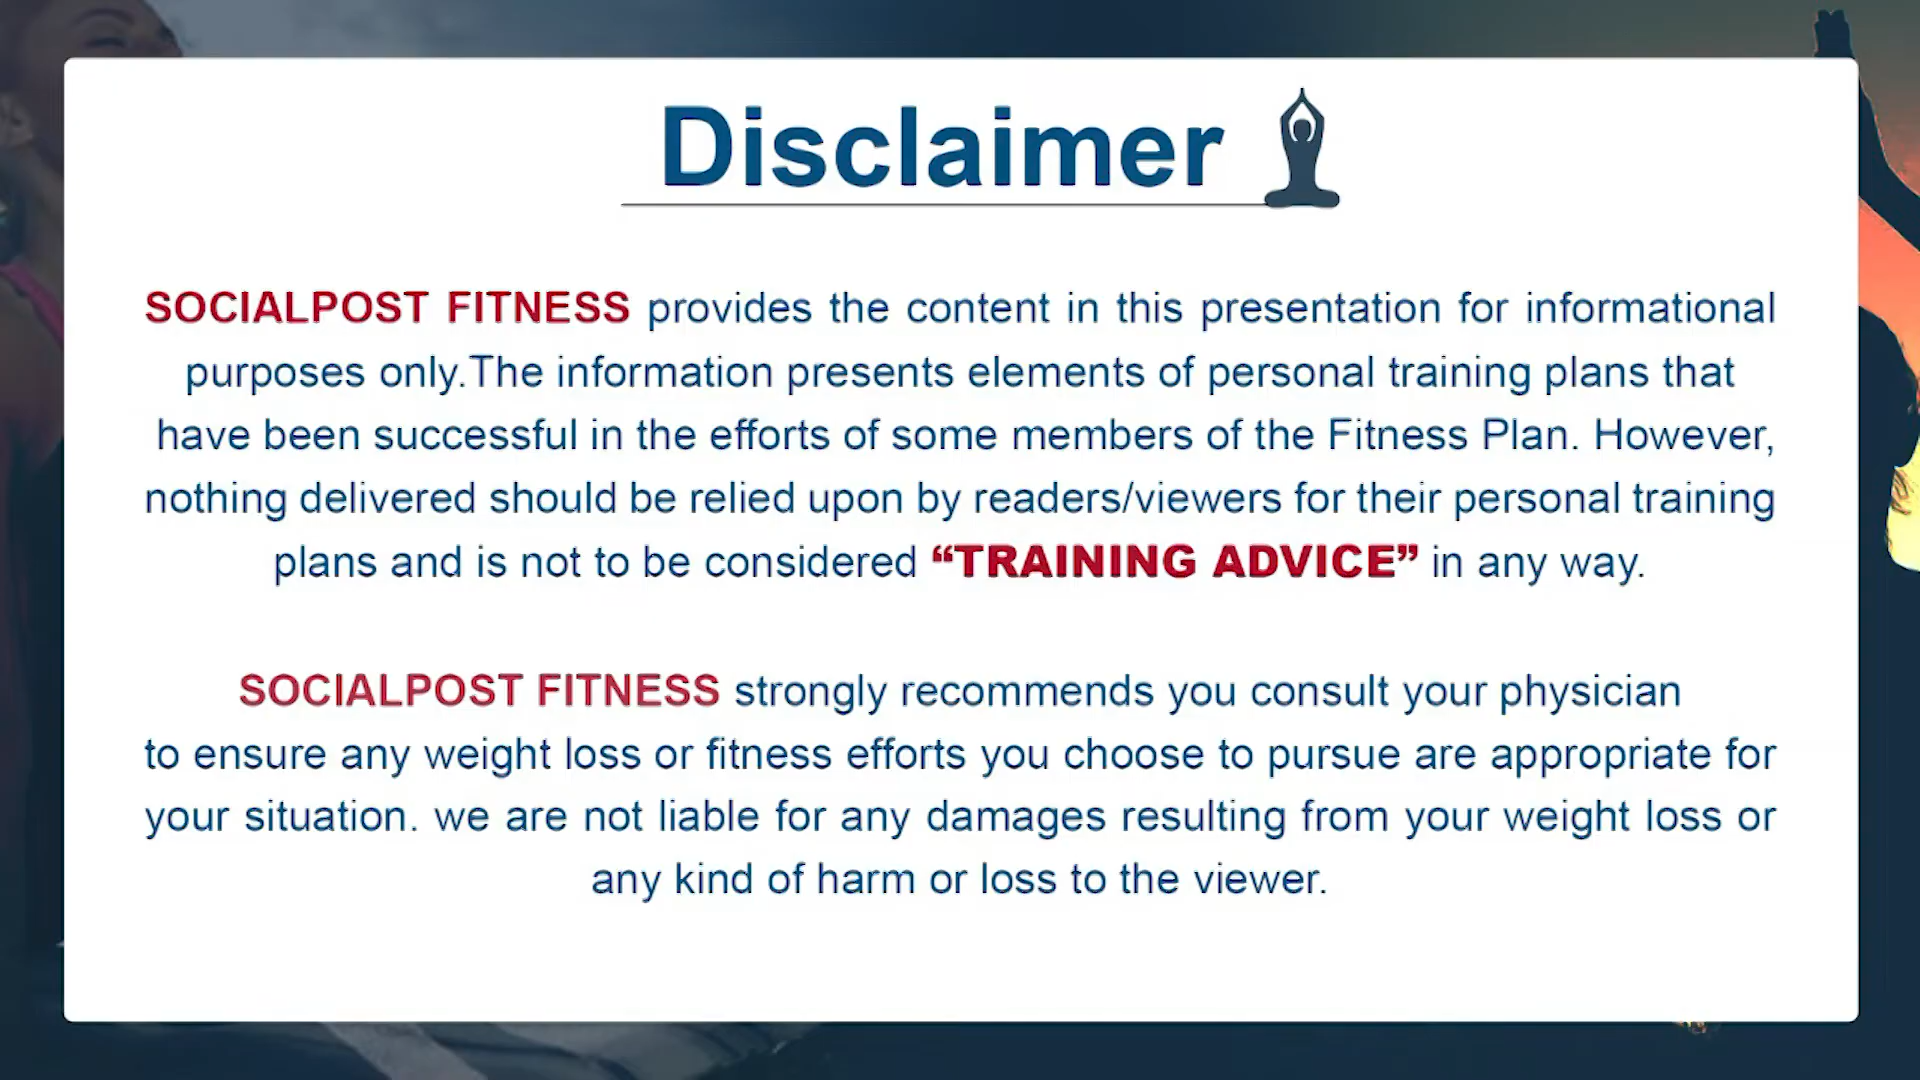 Disclaimer
SOCIALPOST FITNESS provides the content in this presentation for informational
purposes only.The information presents elements of personal training plans that
have been successful in the efforts of some members of the Fitness Plan. However,
nothing delivered should be relied upon by readers/viewers for their personal training
plans and is not to be considered “TRAINING ADVICE” in any way.
SOCIALPOST FITNESS strongly recommends you consult your physician
to ensure any weight loss or fitness efforts you choose to pursue are appropriate for
your situation. we are not liable for any damages resulting from your weight loss or
any kind of harm or loss to the viewer.